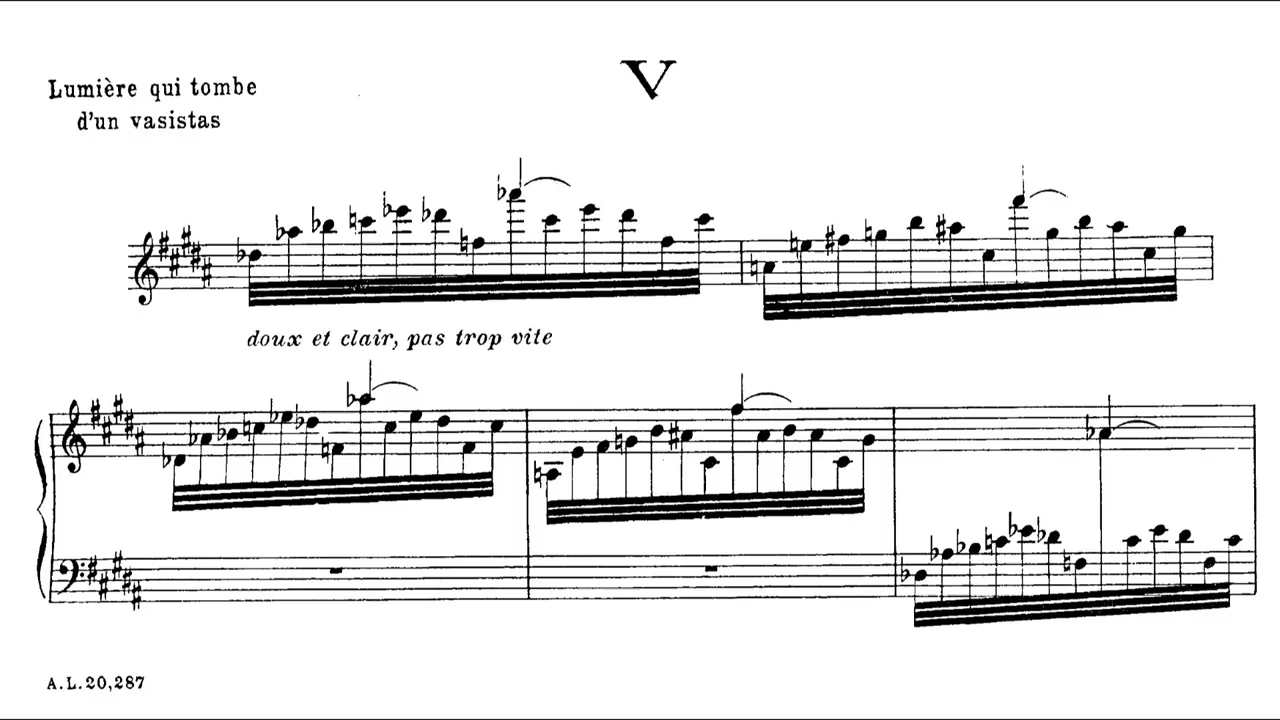 V
Lumière qui tombe
d'un vasistas
doux et clair, pas trop vite
A.L.20,287